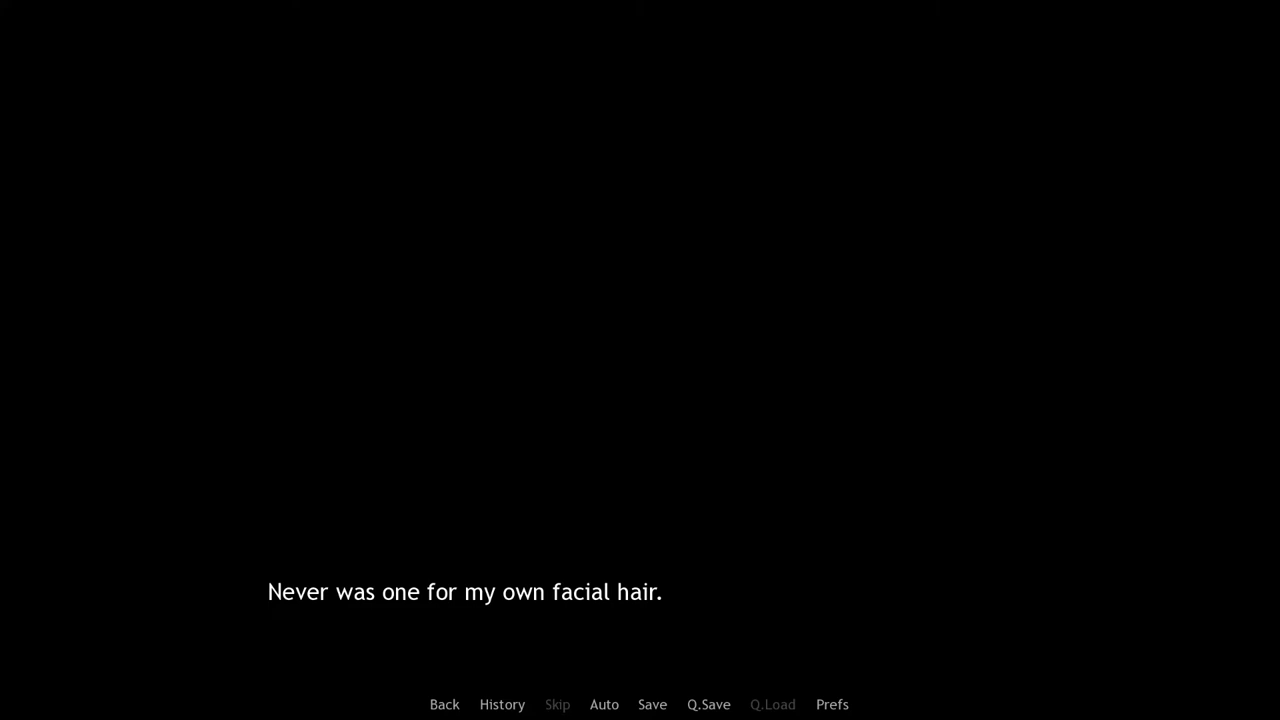 Never was one for my own facial hair.
Back History Skip Auto Save Q.Save Q.Load Prefs